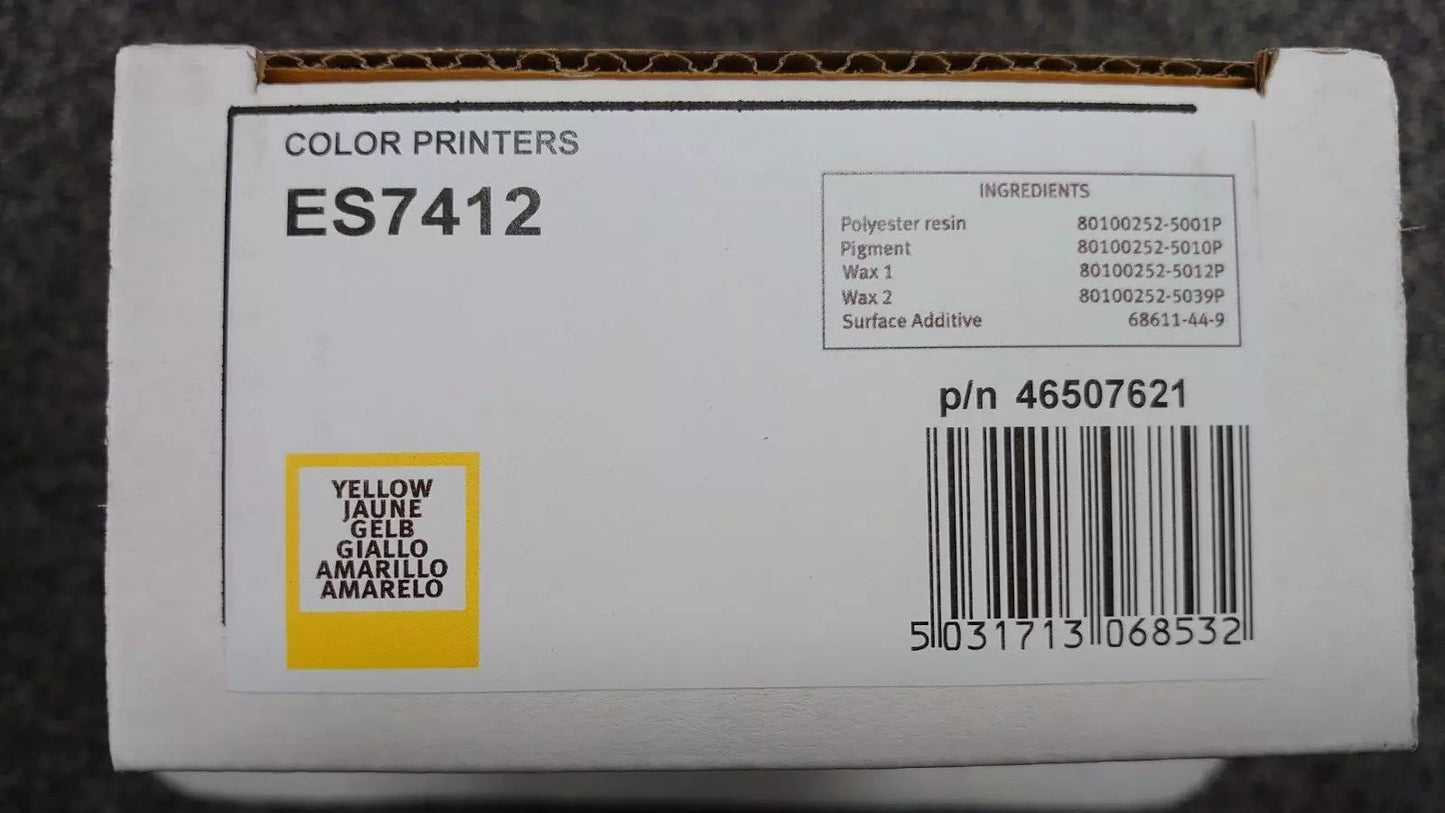 COLOR PRINTERS
ES7412
INGREDIENTS
Polyester resin 80100252-5001P
Pigment 80100252-5010P
Wax 1 80100252-5012P
Wax 2 80100252-5039P
Surface Additive 68611-44-9
p/n 46507621
5 031713 068532
YELLOW
JAUNE
GELB
GIALLO
AMARILLO
AMARELO